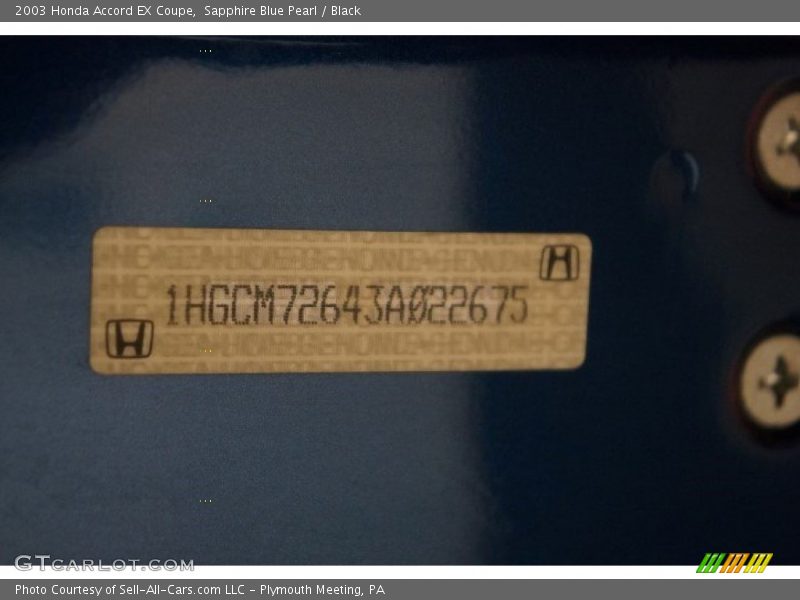 2003 Honda Accord EX Coupe,  Sapphire Blue Pearl / Black
1HGCM72643A022675
GTCARLOT.COM
Photo Courtesy of Sell-All-Cars.com LLC - Plymouth Meeting, PA